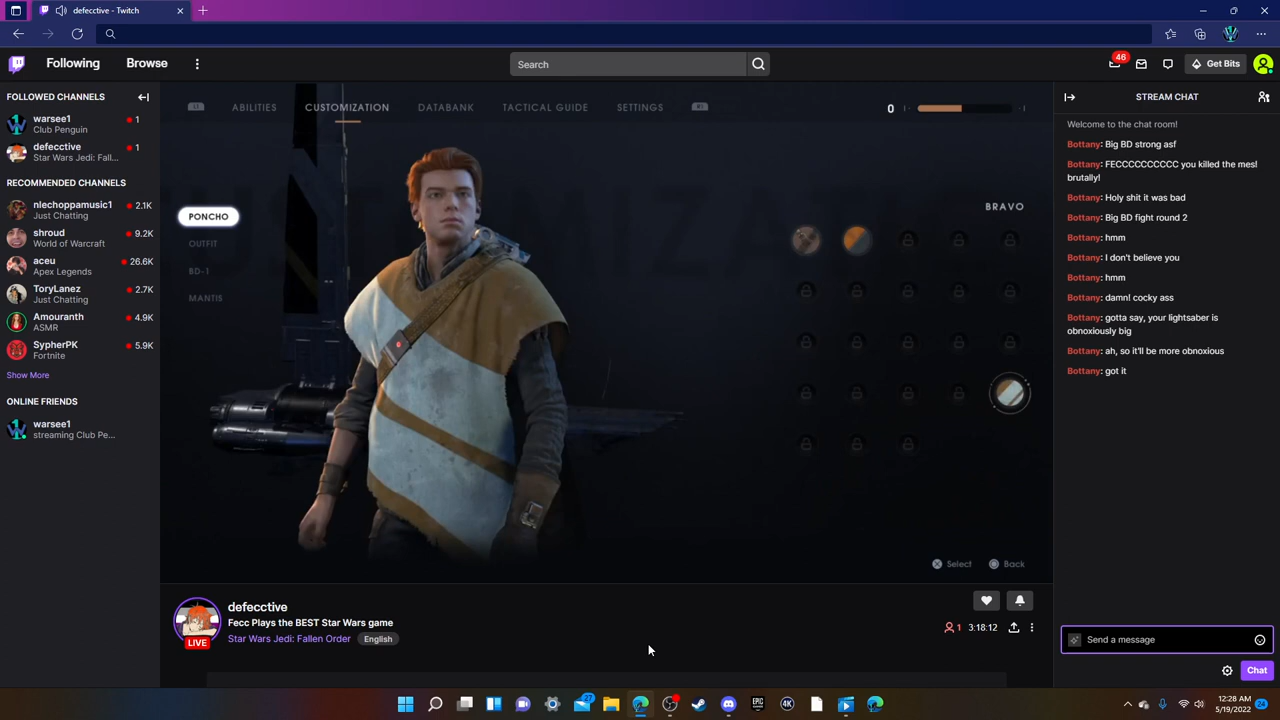 defecctive - Twitch
Following
Browse
Search
46
Get Bits
FOLLOWED CHANNELS
warsee1
1
Club Penguin
defecctive
1
Star Wars Jedi: Fall...
RECOMMENDED CHANNELS
nlechoppamusic1
2.1K
Just Chatting
shroud
9.2K
World of Warcraft
aceu
26.6K
Apex Legends
ToryLanez
2.7K
Just Chatting
Amouranth
4.9K
ASMR
SypherPK
5.9K
Fortnite
Show More
ONLINE FRIENDS
warsee1
streaming Club Pe...
ABILITIES
CUSTOMIZATION
DATABANK
TACTICAL GUIDE
SETTINGS
0
PONCHO
OUTFIT
BD-1
MANTIS
BRAVO
Select
Back
LIVE
defecctive
Fecc Plays the BEST Star Wars game
Star Wars Jedi: Fallen Order
English
1
3:18:12
STREAM CHAT
Welcome to the chat room!
Bottany: Big BD strong asf
Bottany: FECCCCCCCCCC you killed the mesl
brutally!
Bottany: Holy shit it was bad
Bottany: Big BD fight round 2
Bottany: hmm
Bottany: I don't believe you
Bottany: hmm
Bottany: damn! cocky ass
Bottany: gotta say, your lightsaber is
obnoxiously big
Bottany: ah, so it'll be more obnoxious
Bottany: got it
Send a message
Chat
27
EPIC
4K
12:28 AM
5/19/2022
24